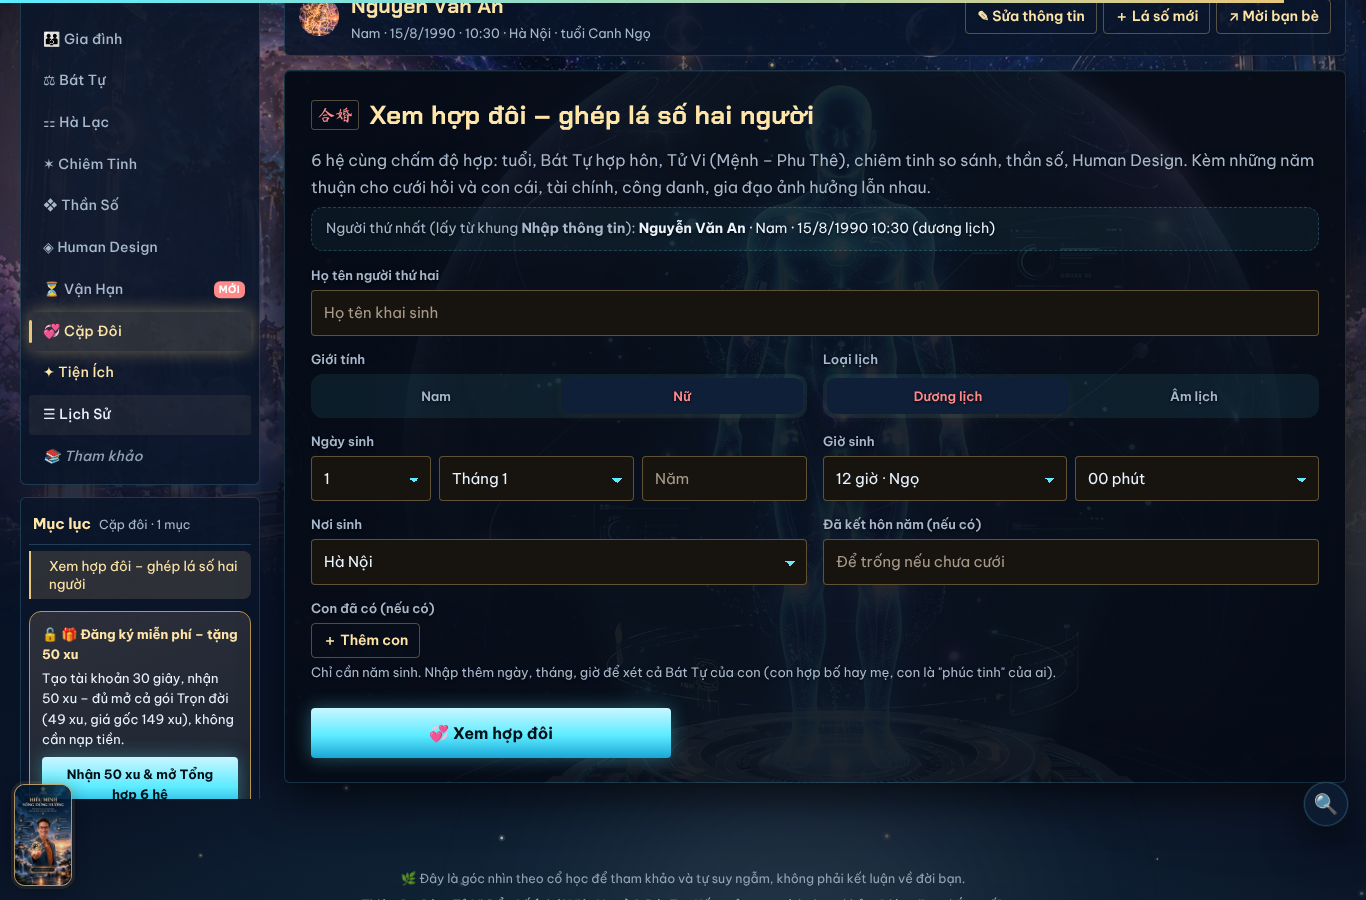 Nguyễn Văn An
Nam · 15/8/1990 · 10:30 · Hà Nội · tuổi Canh Ngọ
✎ Sửa thông tin
+ Lá số mới
↗ Mời bạn bè
👪 Gia đình
⚖ Bát Tự
⚏ Hà Lạc
✶ Chiêm Tinh
❖ Thần Số
◈ Human Design
⏳ Vận Hạn
MỚI
💞 Cặp Đôi
✦ Tiện Ích
☰ Lịch Sử
📚 Tham khảo
Mục lục Cặp đôi · 1 mục
Xem hợp đôi – ghép lá số hai
người
🔓 🎁 Đăng ký miễn phí – tặng
50 xu
Tạo tài khoản 30 giây, nhận
50 xu – đủ mở cả gói Trọn đời
(49 xu, giá gốc 149 xu), không
cần nạp tiền.
Nhận 50 xu & mở Tổng
hợp 6 hệ
合婚 Xem hợp đôi – ghép lá số hai người
6 hệ cùng chấm độ hợp: tuổi, Bát Tự hợp hôn, Tử Vi (Mệnh – Phu Thê), chiêm tinh so sánh, thần số, Human Design. Kèm những năm
thuận cho cưới hỏi và con cái, tài chính, công danh, gia đạo ảnh hưởng lẫn nhau.
Người thứ nhất (lấy từ khung Nhập thông tin): Nguyễn Văn An · Nam · 15/8/1990 10:30 (dương lịch)
Họ tên người thứ hai
Họ tên khai sinh
Giới tính
Loại lịch
Nam
Nữ
Dương lịch
Âm lịch
Ngày sinh
Giờ sinh
1
Tháng 1
Năm
12 giờ · Ngọ
00 phút
Nơi sinh
Đã kết hôn năm (nếu có)
Hà Nội
Để trống nếu chưa cưới
Con đã có (nếu có)
+ Thêm con
Chỉ cần năm sinh. Nhập thêm ngày, tháng, giờ để xét cả Bát Tự của con (con hợp bố hay mẹ, con là "phúc tinh" của ai).
💞 Xem hợp đôi
🌿 Đây là góc nhìn theo cổ học để tham khảo và tự suy ngẫm, không phải kết luận về đời bạn.